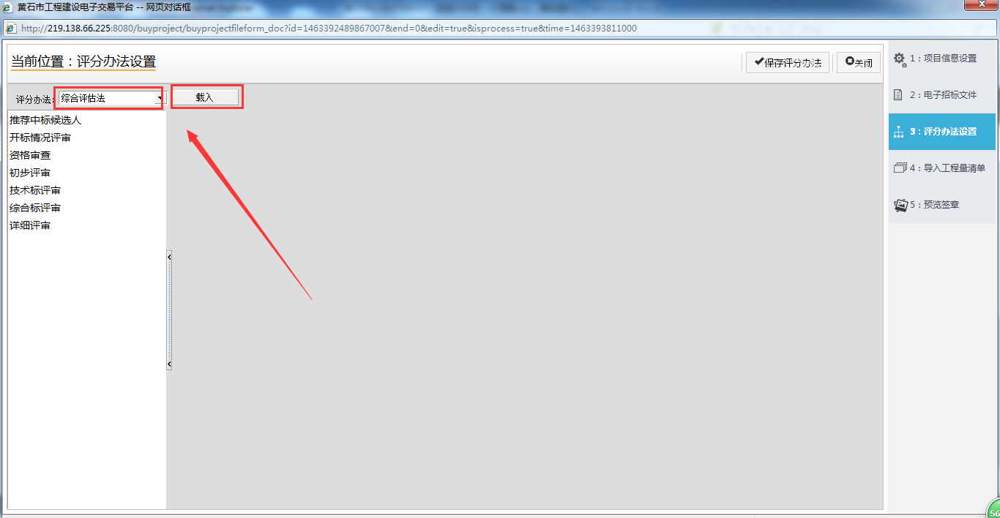 黄石市工程建设电子交易平台 -- 网页对话框
http://219.138.66.225:8080/buyproject/buyprojectfileform_doc?id=1463392489867007&end=0&edit=true&isprocess=true&time=1463393811000
当前位置：评分办法设置
保存评分办法
关闭
评分办法:
综合评估法
载入
推荐中标候选人
开标情况评审
资格审查
初步评审
技术标评审
综合标评审
详细评审
1：项目信息设置
2：电子招标文件
3：评分办法设置
4：导入工程量清单
5：预览签章
56